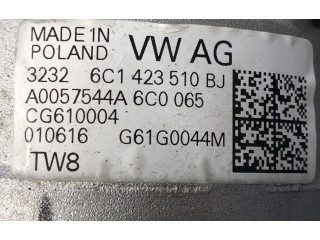 MADE IN
POLAND VW AG
3232 6C1 423 510 BJ
A0057544A 6C0 065
CG610004
010616 G61G0044M
TW8